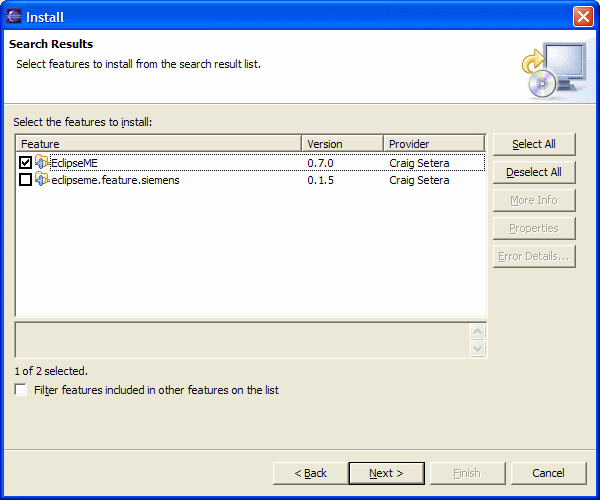 Install
Search Results
Select features to install from the search result list.
Select the features to install:
Feature Version Provider
EclipseME 0.7.0 Craig Setera
eclipseme.feature.siemens 0.1.5 Craig Setera
Select All
Deselect All
More Info
Properties
Error Details...
1 of 2 selected.
Filter features included in other features on the list
< Back Next > Finish Cancel